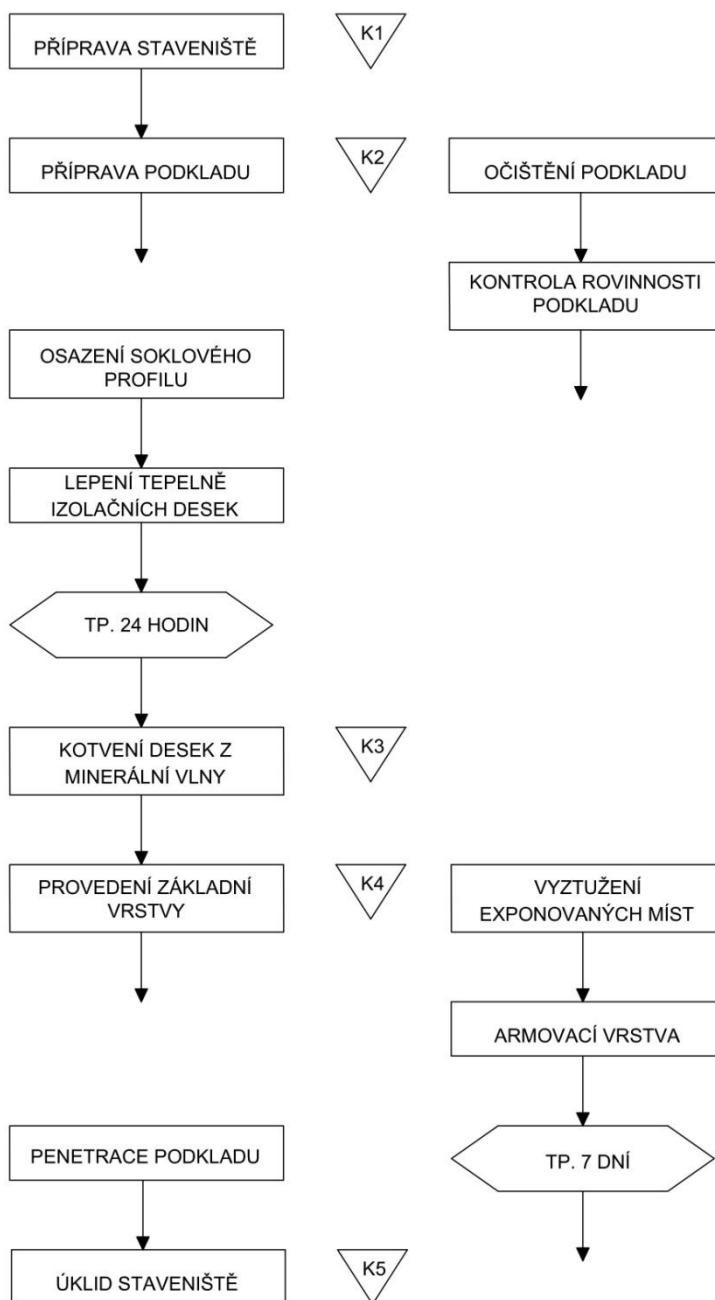 PŘÍPRAVA STAVENIŠTĚ
K1
PŘÍPRAVA PODKLADU
K2
OČIŠTĚNÍ PODKLADU
KONTROLA ROVINNOSTI
PODKLADU
OSAZENÍ SOKLOVÉHO
PROFILU
LEPENÍ TEPELNĚ
IZOLAČNÍCH DESEK
TP. 24 HODIN
KOTVENÍ DESEK Z
MINERÁLNÍ VLNY
K3
PROVEDENÍ ZÁKLADNÍ
VRSTVY
K4
VYZTUŽENÍ
EXPONOVANÝCH MÍST
ARMOVACÍ VRSTVA
TP. 7 DNÍ
PENETRACE PODKLADU
ÚKLID STAVENIŠTĚ
K5